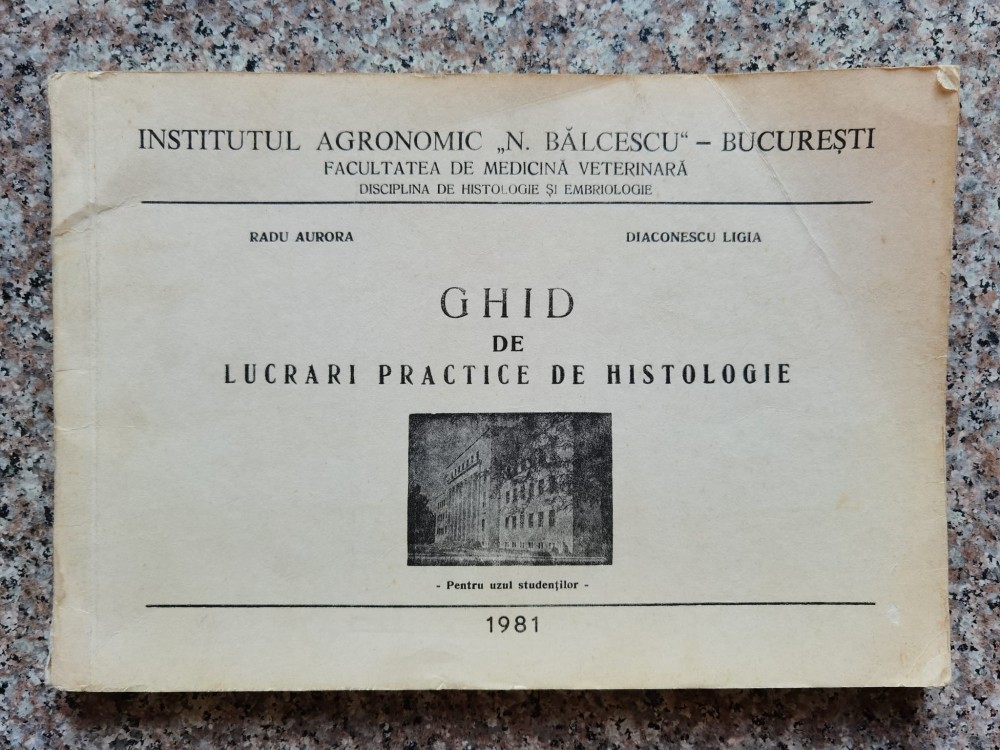 INSTITUTUL AGRONOMIC „N. BĂLCESCU“ – BUCUREȘTI
FACULTATEA DE MEDICINĂ VETERINARĂ
DISCIPLINA DE HISTOLOGIE ȘI EMBRIOLOGIE
RADU AURORA DIACONESCU LIGIA
GHID
DE
LUCRARI PRACTICE DE HISTOLOGIE
- Pentru uzul studenților -
1981